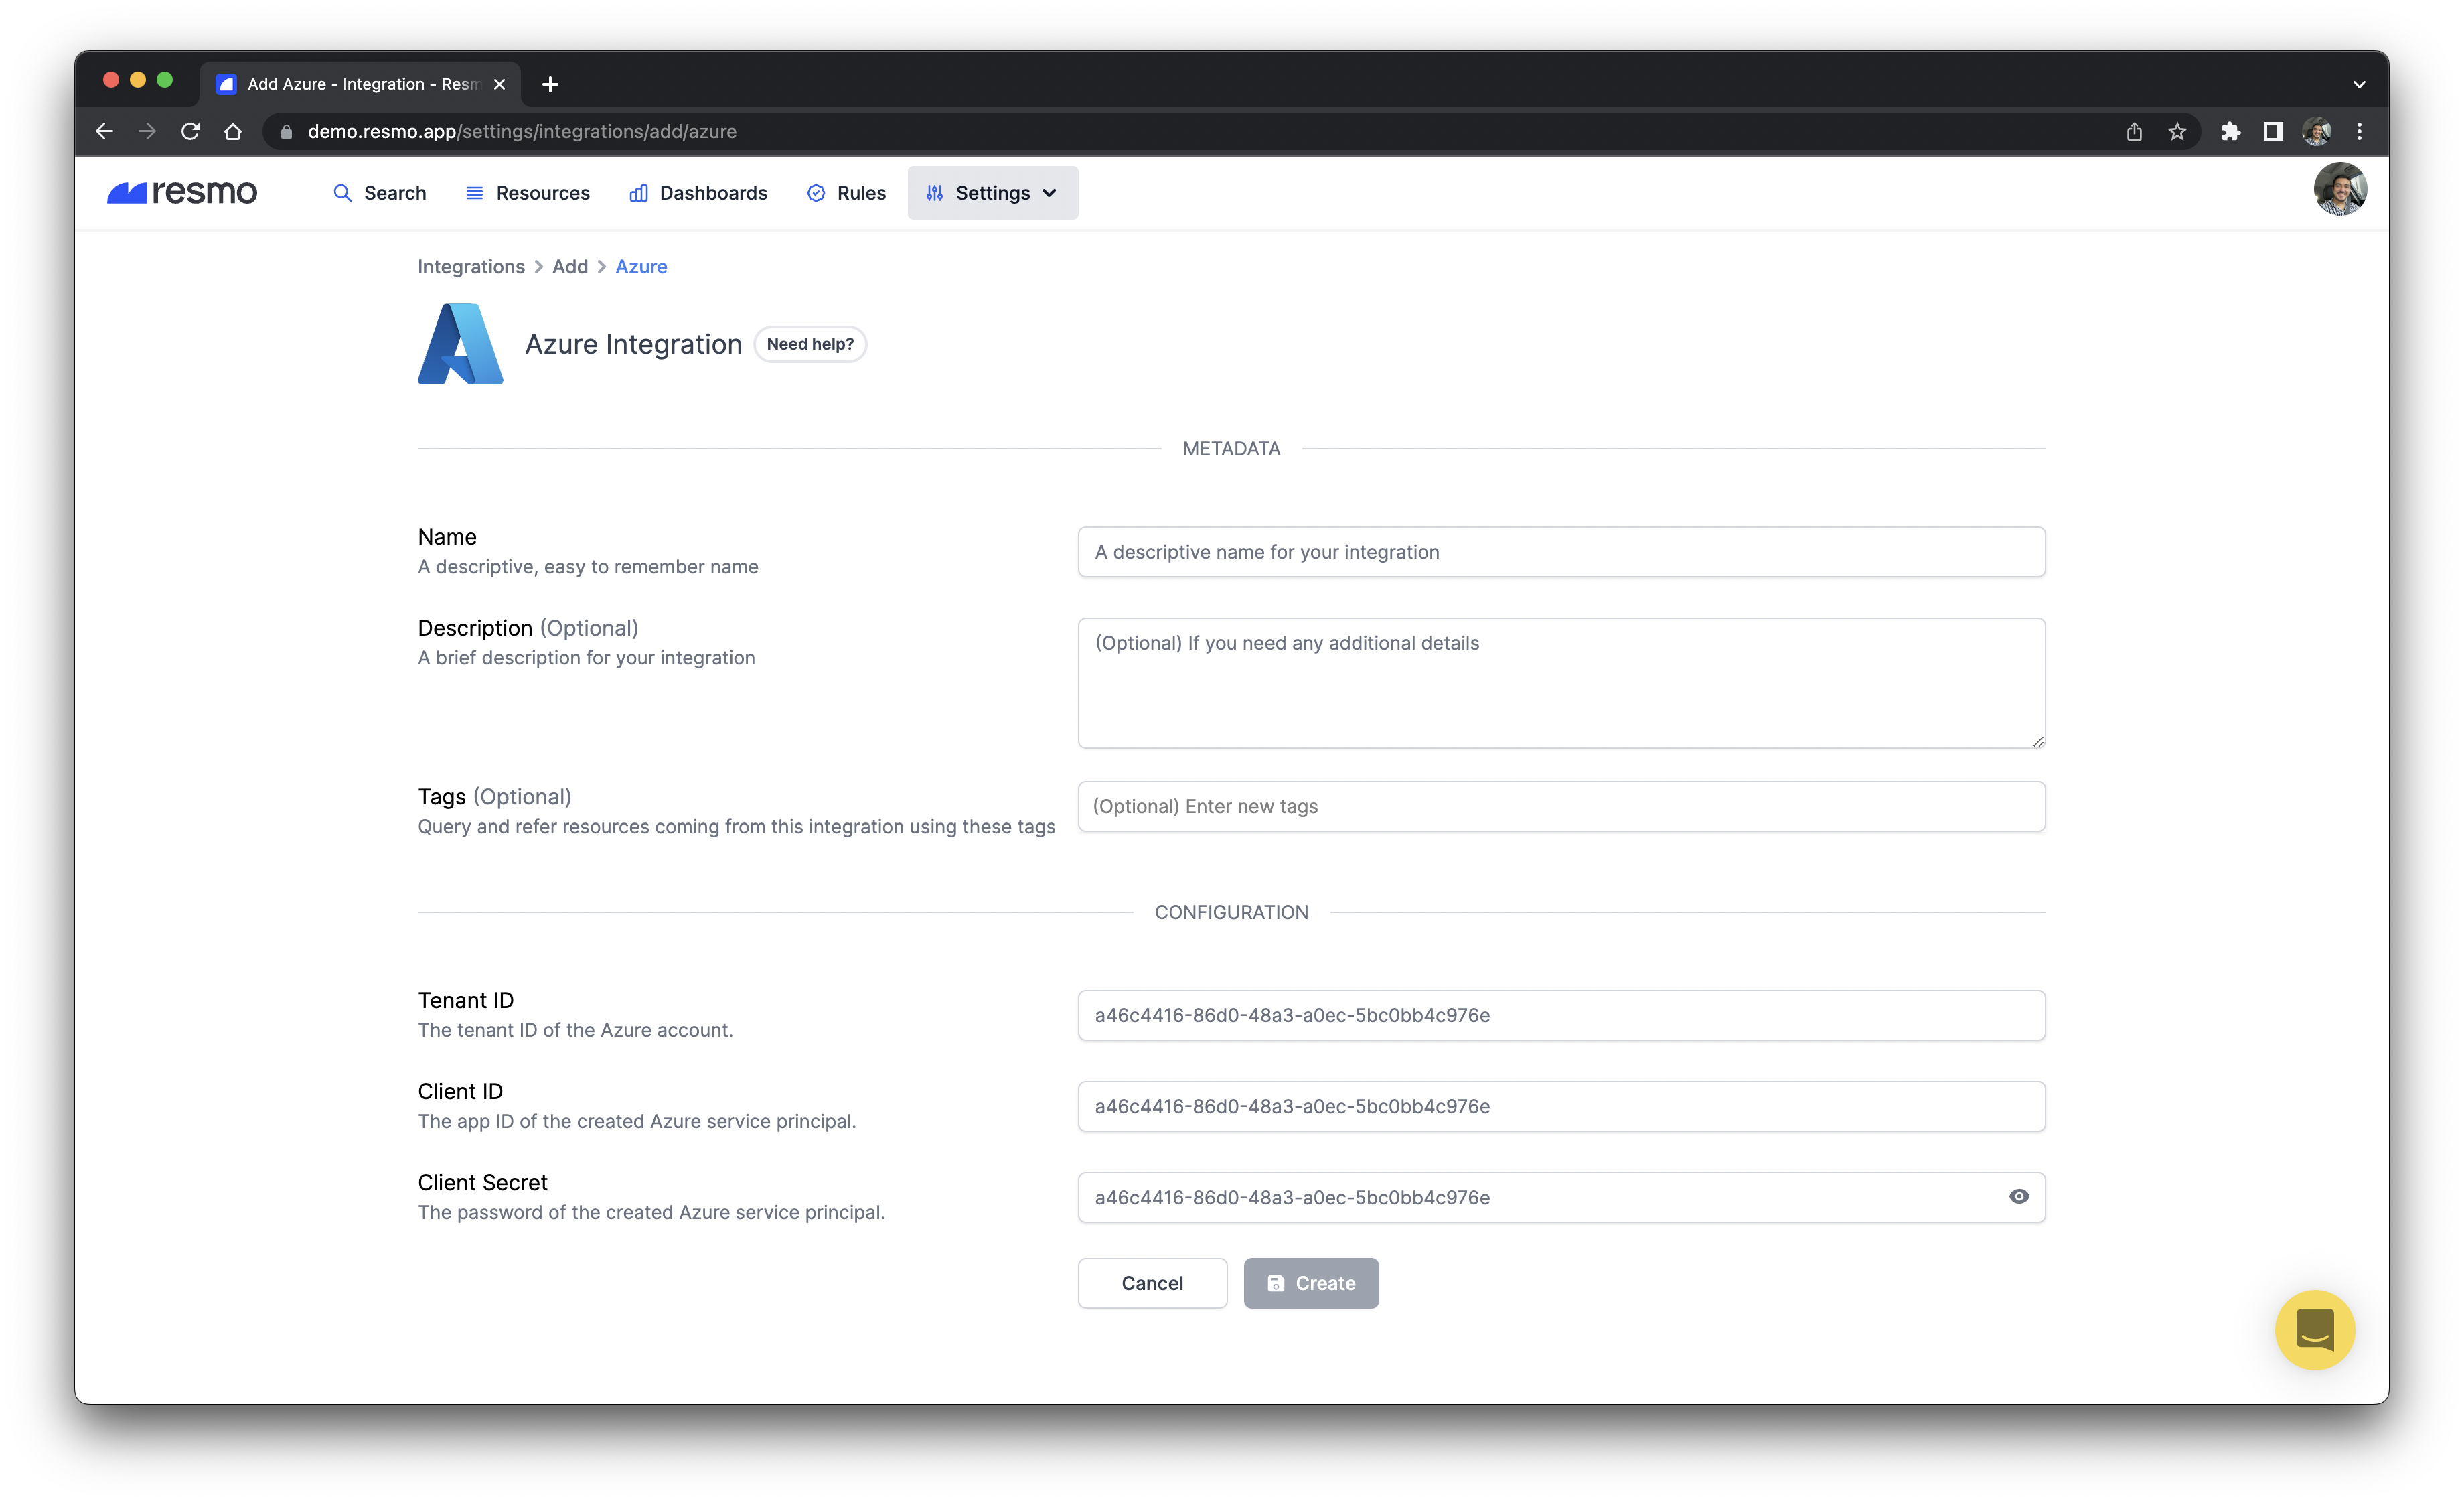 Add Azure - Integration - Resm
demo.resmo.app/settings/integrations/add/azure
resmo
Search
Resources
Dashboards
Rules
Settings
Integrations > Add > Azure
Azure Integration
Need help?
METADATA
Name
A descriptive, easy to remember name
A descriptive name for your integration
Description (Optional)
A brief description for your integration
(Optional) If you need any additional details
Tags (Optional)
Query and refer resources coming from this integration using these tags
(Optional) Enter new tags
CONFIGURATION
Tenant ID
The tenant ID of the Azure account.
a46c4416-86d0-48a3-a0ec-5bc0bb4c976e
Client ID
The app ID of the created Azure service principal.
a46c4416-86d0-48a3-a0ec-5bc0bb4c976e
Client Secret
The password of the created Azure service principal.
a46c4416-86d0-48a3-a0ec-5bc0bb4c976e
Cancel
Create